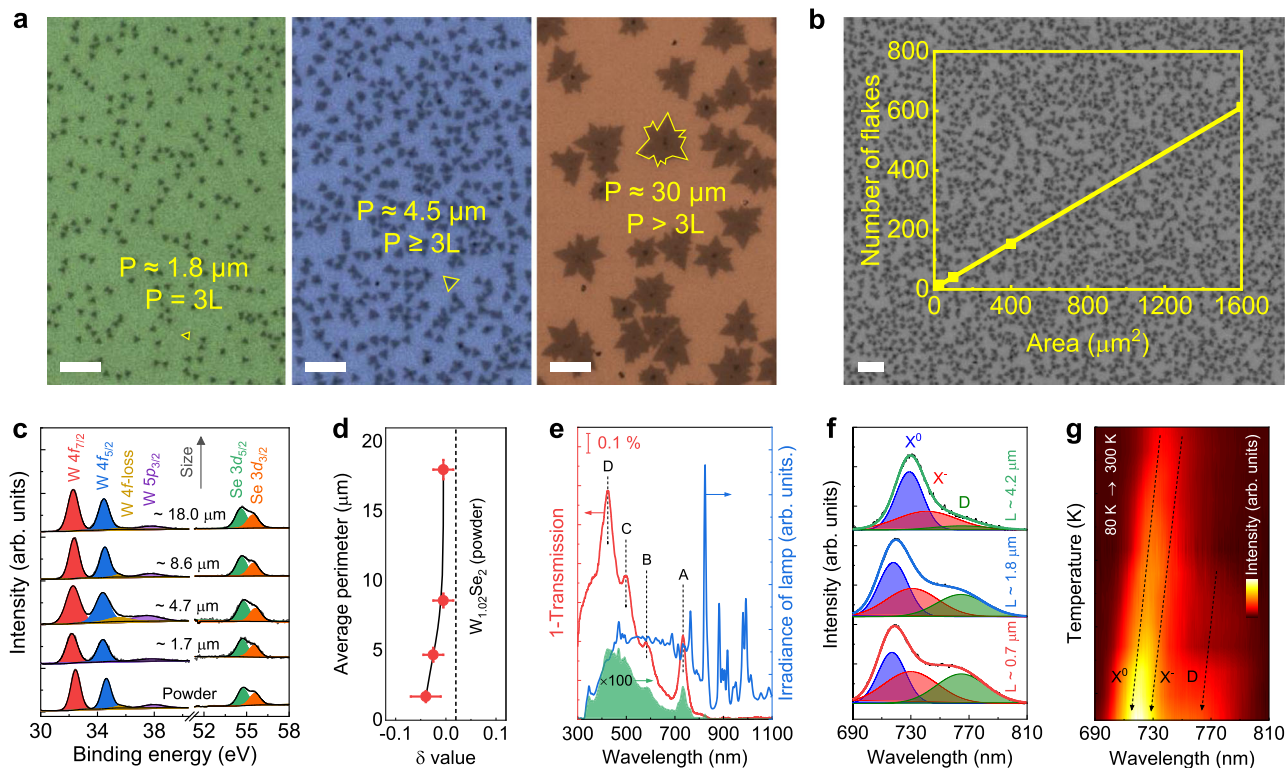 a
P ≈ 1.8 µm
P = 3L
P ≈ 4.5 µm
P ≥ 3L
P ≈ 30 µm
P > 3L
b
Number of flakes
800
600
400
200
0
0
400
800
1200
1600
Area (µm²)
c
Intensity (arb. units)
W 4f7/2
W 4f5/2
W 4f-loss
W 5p3/2
Size
Se 3d5/2
Se 3d3/2
~ 18.0 µm
~ 8.6 µm
~ 4.7 µm
~ 1.7 µm
Powder
30 34 38 52 55 58
Binding energy (eV)
d
Average perimeter (µm)
20
15
10
5
0
W1.02Se2 (powder)
-0.1 0.0 0.1
δ value
e
1-Transmission
0.1 %
D
C
B
A
×100
Irradiance of lamp (arb. units.)
300 500 700 900 1100
Wavelength (nm)
f
Intensity (arb. units)
X⁰
X⁻
D
L ~ 4.2 µm
L ~ 1.8 µm
L ~ 0.7 µm
690 730 770 810
Wavelength (nm)
g
Temperature (K)
80 K → 300 K
Intensity (arb. units)
X⁰
X⁻
D
690 730 770 810
Wavelength (nm)